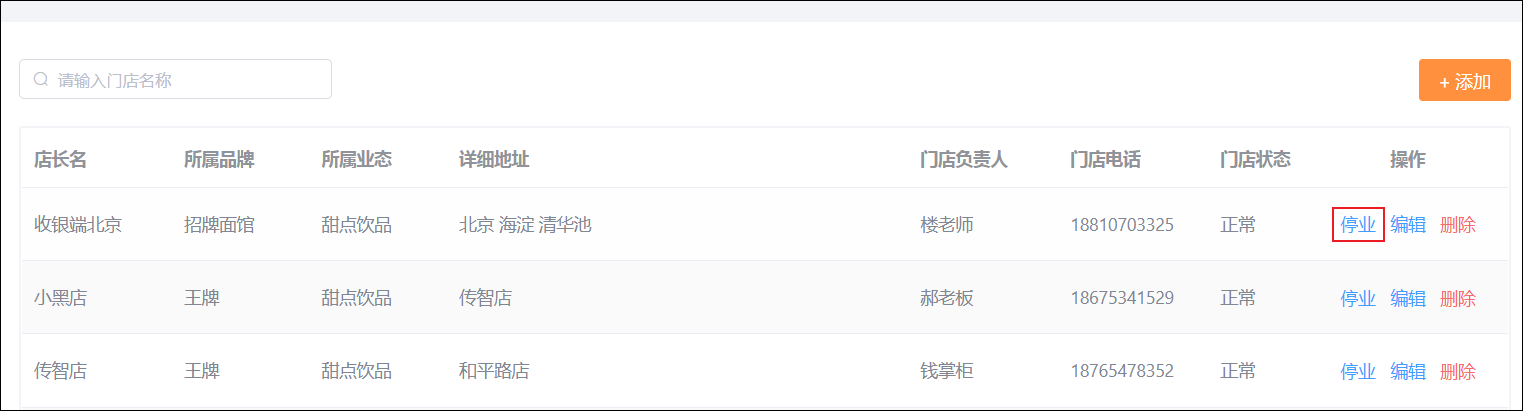 请输入门店名称
+ 添加
店长名 所属品牌 所属业态 详细地址 门店负责人 门店电话 门店状态 操作
收银端北京 招牌面馆 甜点饮品 北京 海淀 清华池 楼老师 18810703325 正常 停业 编辑 删除
小黑店 王牌 甜点饮品 传智店 郝老板 18675341529 正常 停业 编辑 删除
传智店 王牌 甜点饮品 和平路店 钱掌柜 18765478352 正常 停业 编辑 删除